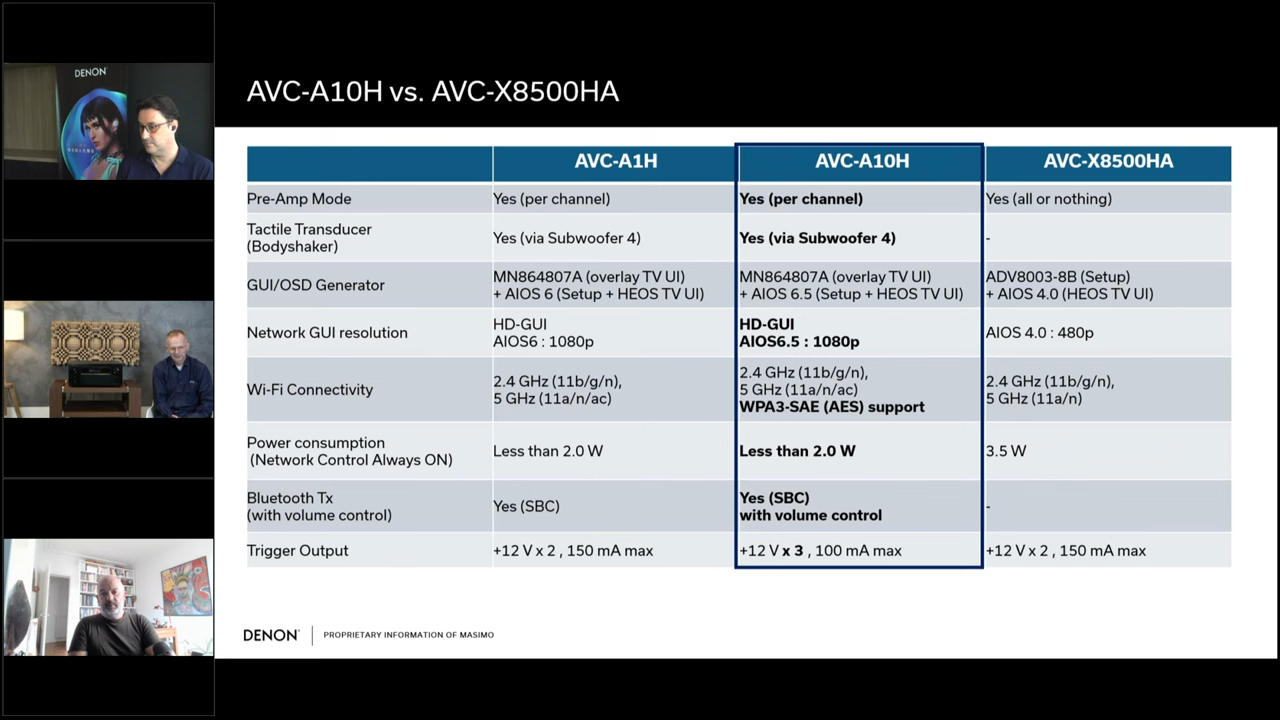 DENON
AVC-A10H vs. AVC-X8500HA
AVC-A1H AVC-A10H AVC-X8500HA
Pre-Amp Mode Yes (per channel) Yes (per channel) Yes (all or nothing)
Tactile Transducer
(Bodyshaker) Yes (via Subwoofer 4) Yes (via Subwoofer 4) -
GUI/OSD Generator
MN864807A (overlay TV UI)
+ AIOS 6 (Setup + HEOS TV UI)
MN864807A (overlay TV UI)
+ AIOS 6.5 (Setup + HEOS TV UI)
ADV8003-8B (Setup)
+ AIOS 4.0 (HEOS TV UI)
Network GUI resolution
HD-GUI
AIOS6 : 1080p
HD-GUI
AIOS6.5 : 1080p
AIOS 4.0 : 480p
Wi-Fi Connectivity
2.4 GHz (11b/g/n),
5 GHz (11a/n/ac)
2.4 GHz (11b/g/n),
5 GHz (11a/n/ac)
WPA3-SAE (AES) support
2.4 GHz (11b/g/n),
5 GHz (11a/n)
Power consumption
(Network Control Always ON)
Less than 2.0 W
Less than 2.0 W
3.5 W
Bluetooth Tx
(with volume control)
Yes (SBC)
Yes (SBC)
with volume control
-
Trigger Output +12 V x 2 , 150 mA max +12 V x 3 , 100 mA max +12 V x 2 , 150 mA max
DENON PROPRIETARY INFORMATION OF MASIMO